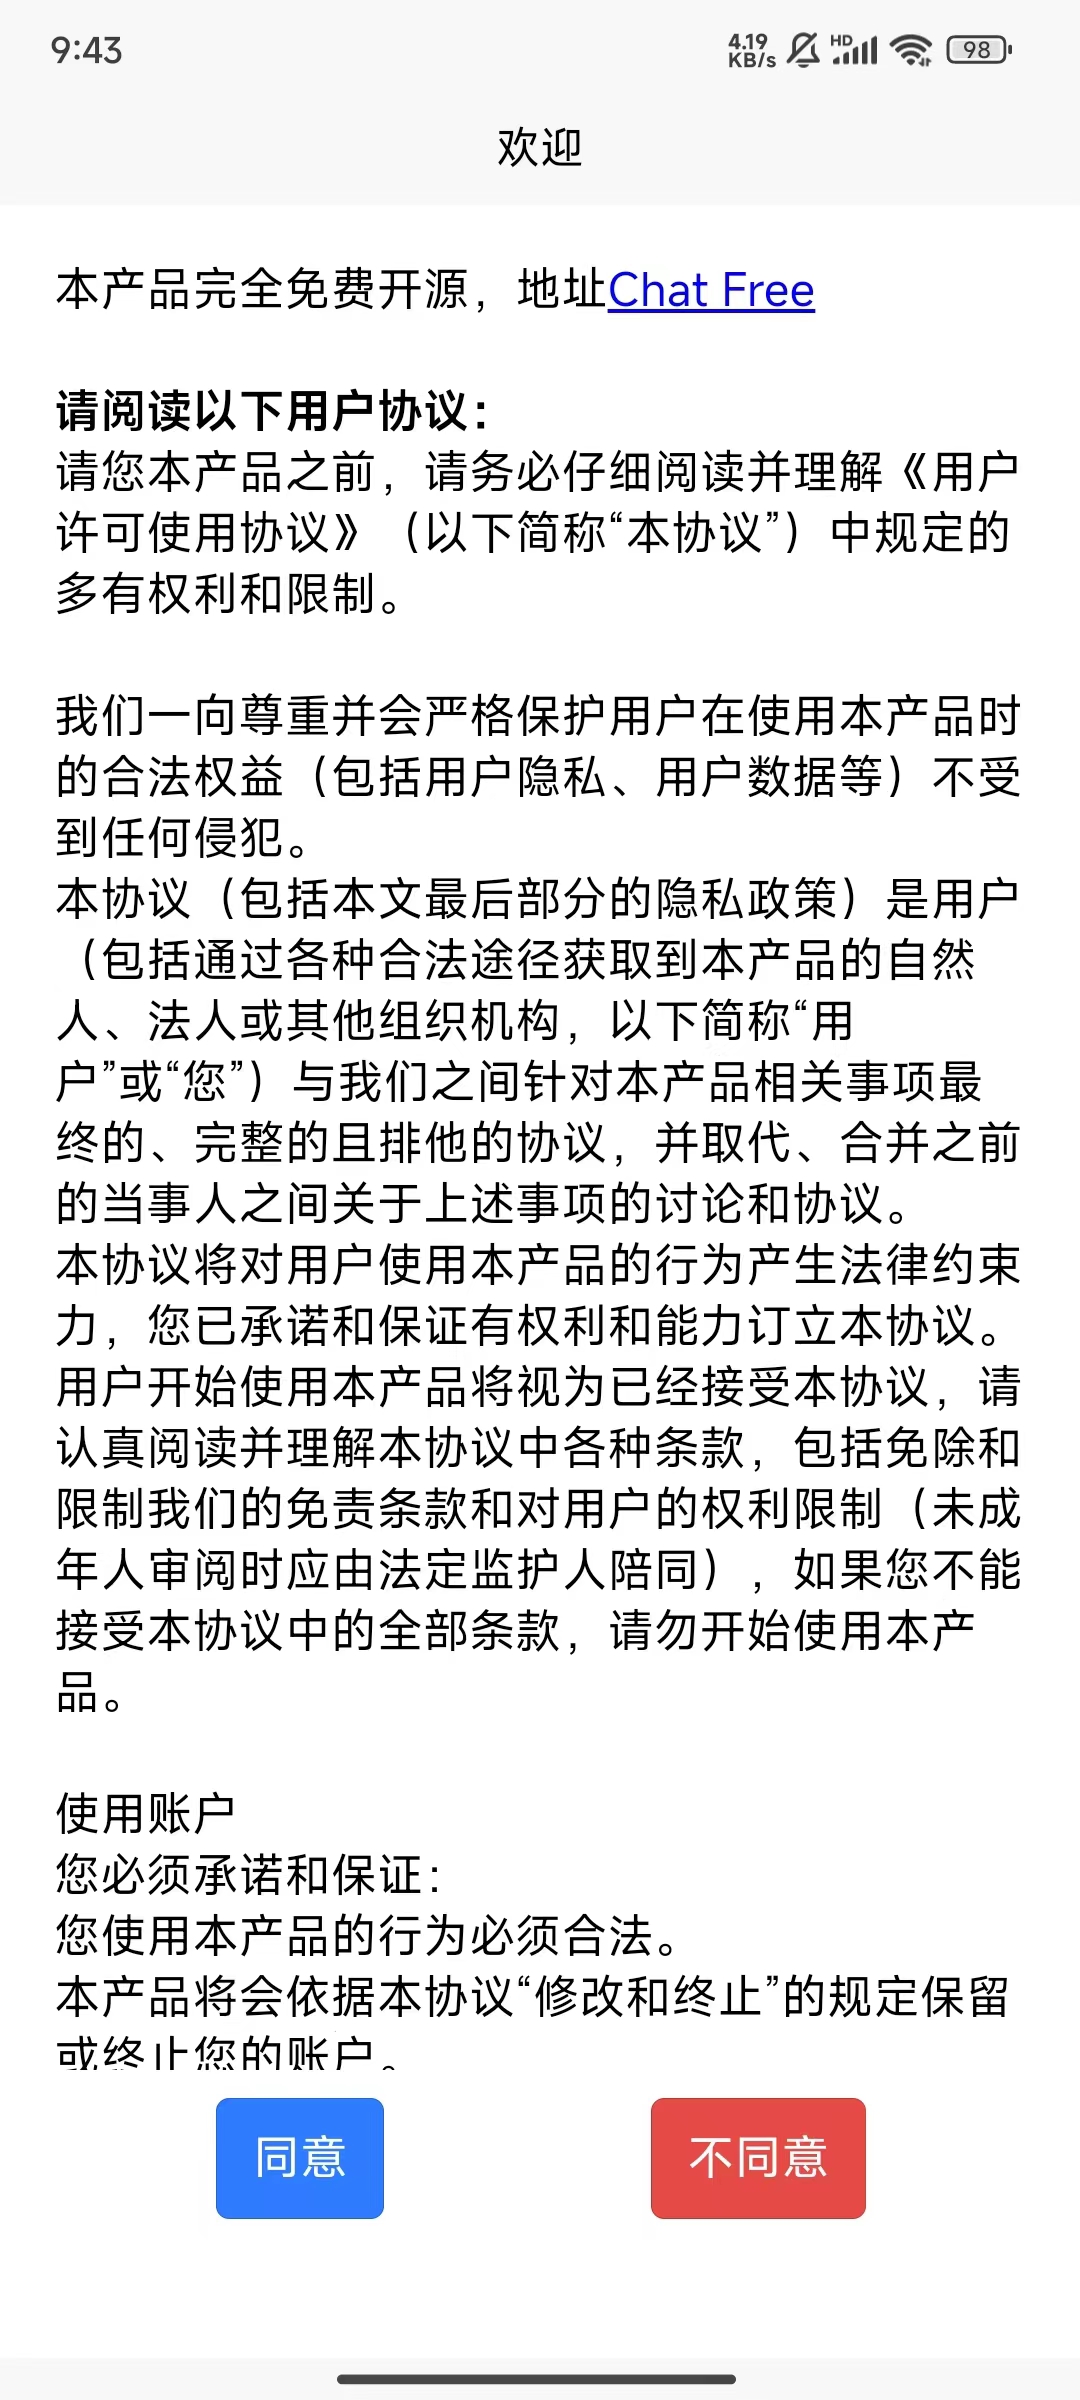 9:43
4.19
KB/s
HD
98
欢迎
本产品完全免费开源，地址Chat Free
请阅读以下用户协议：
请您本产品之前，请务必仔细阅读并理解《用户
许可使用协议》（以下简称“本协议”）中规定的
多有权利和限制。
我们一向尊重并会严格保护用户在使用本产品时
的合法权益（包括用户隐私、用户数据等）不受
到任何侵犯。
本协议（包括本文最后部分的隐私政策）是用户
（包括通过各种合法途径获取到本产品的自然
人、法人或其他组织机构，以下简称“用
户”或“您”）与我们之间针对本产品相关事项最
终的、完整的且排他的协议，并取代、合并之前
的当事人之间关于上述事项的讨论和协议。
本协议将对用户使用本产品的行为产生法律约束
力，您已承诺和保证有权利和能力订立本协议。
用户开始使用本产品将视为已经接受本协议，请
认真阅读并理解本协议中各种条款，包括免除和
限制我们的免责条款和对用户的权利限制（未成
年人审阅时应由法定监护人陪同），如果您不能
接受本协议中的全部条款，请勿开始使用本产
品。
使用账户
您必须承诺和保证：
您使用本产品的行为必须合法。
本产品将会依据本协议“修改和终止”的规定保留
或终止您的账户。
同意
不同意